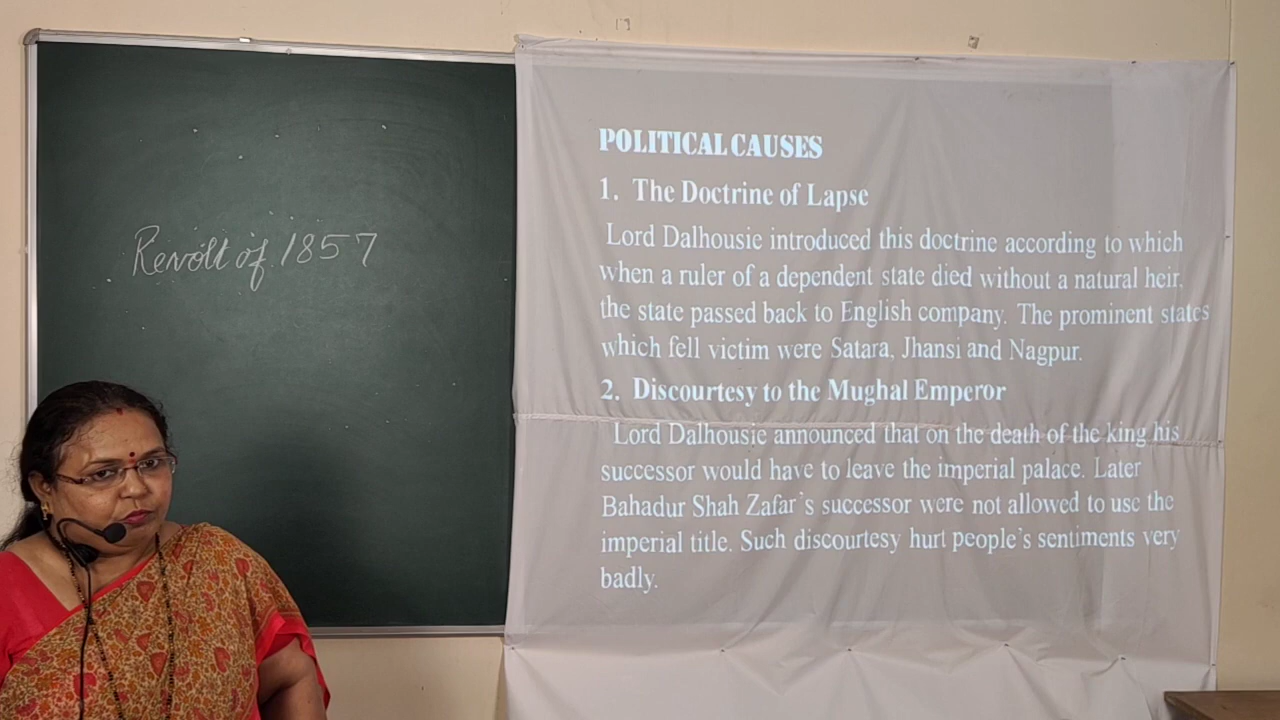 Revolt of 1857
POLITICAL CAUSES
1. The Doctrine of Lapse
Lord Dalhousie introduced this doctrine according to which
when a ruler of a dependent state died without a natural heir,
the state passed back to English company. The prominent states
which fell victim were Satara, Jhansi and Nagpur.
2. Discourtesy to the Mughal Emperor
Lord Dalhousie announced that on the death of the king his
successor would have to leave the imperial palace. Later
Bahadur Shah Zafar's successor were not allowed to use the
imperial title. Such discourtesy hurt people's sentiments very
badly.